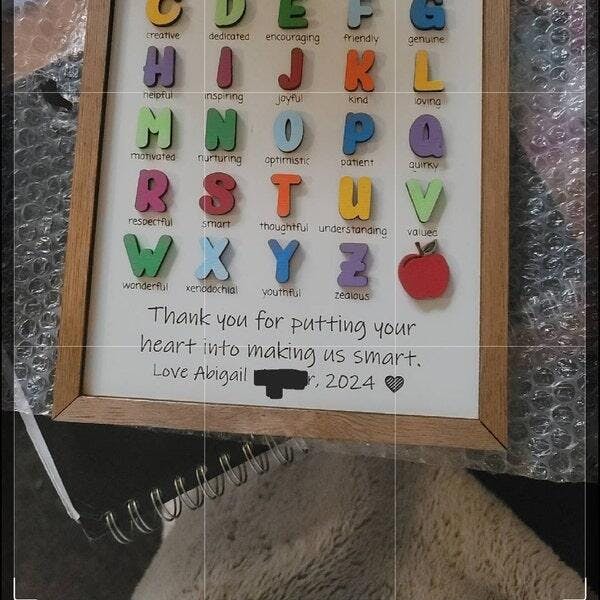 C D E F G
creative dedicated encouraging friendly genuine
H I J K L
helpful inspiring joyful kind loving
M N O P Q
motivated nurturing optimistic patient quirky
R S T U V
respectful smart thoughtful understanding valued
W X Y Z
wonderful xenodochial youthful zealous
Thank you for putting your
heart into making us smart.
Love Abigail r, 2024